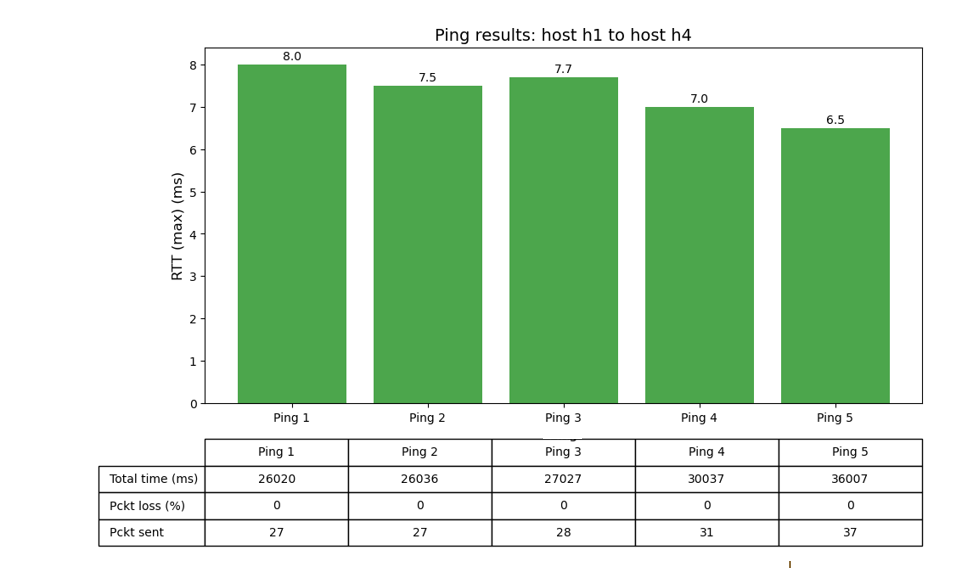 Ping results: host h1 to host h4
8.0
7.5
7.7
7.0
6.5
RTT (max) (ms)
8
7
6
5
4
3
2
1
0
Ping 1 Ping 2 Ping 3 Ping 4 Ping 5
Ping 1 Ping 2 Ping 3 Ping 4 Ping 5
Total time (ms) 26020 26036 27027 30037 36007
Pckt loss (%) 0 0 0 0 0
Pckt sent 27 27 28 31 37